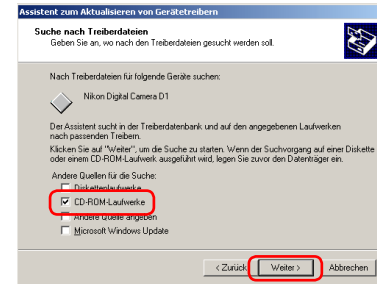 Assistent zum Aktualisieren von Gerätetreibern
Suche nach Treiberdateien
Geben Sie an, wo nach den Treiberdateien gesucht werden soll.
Nach Treiberdateien für folgende Geräte suchen:
Nikon Digital Camera D1
Der Assistent sucht in der Treiberdatenbank und auf den angegebenen Laufwerken
nach passenden Treibern.
Klicken Sie auf "Weiter", um die Suche zu starten. Wenn der Suchvorgang auf einer Diskette
oder einem CD-ROM-Laufwerk ausgeführt wird, legen Sie zuvor den Datenträger ein.
Andere Quellen für die Suche:
Diskettenlaufwerke
CD-ROM-Laufwerke
Andere Quelle angeben
Microsoft Windows Update
< Zurück Weiter > Abbrechen